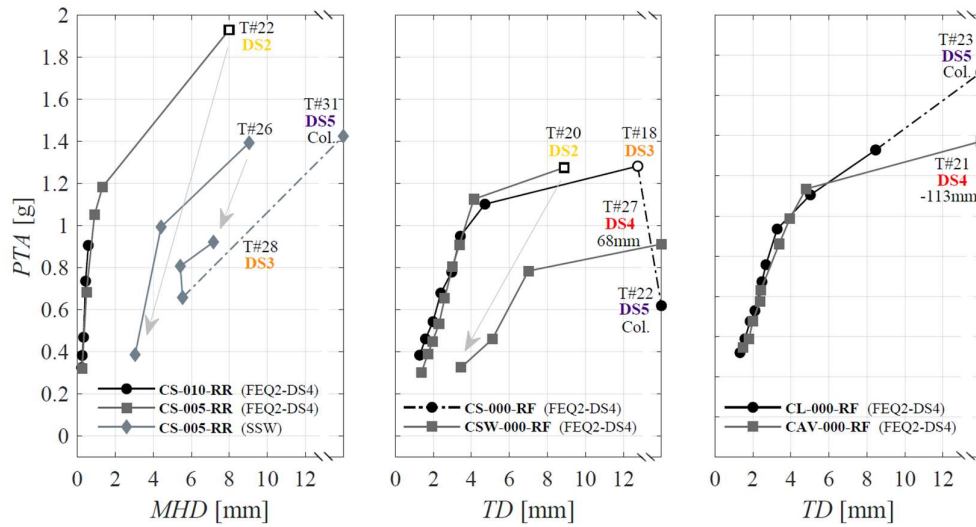 PTA [g]
2
1.8
1.6
1.4
1.2
1
0.8
0.6
0.4
0.2
0
T#22
DS2
T#31
DS5
Col.
T#26
T#28
DS3
CS-010-RR (FEQ2-DS4)
CS-005-RR (FEQ2-DS4)
CS-005-RR (SSW)
0 2 4 6 8 10 12
MHD [mm]
T#20
DS2
T#18
DS3
T#27
DS4
68mm
T#22
DS5
Col.
CS-000-RF (FEQ2-DS4)
CSW-000-RF (FEQ2-DS4)
0 2 4 6 8 10 12
TD [mm]
T#23
DS5
Col.
T#21
DS4
-113mm
CL-000-RF (FEQ2-DS4)
CAV-000-RF (FEQ2-DS4)
0 2 4 6 8 10 12
TD [mm]